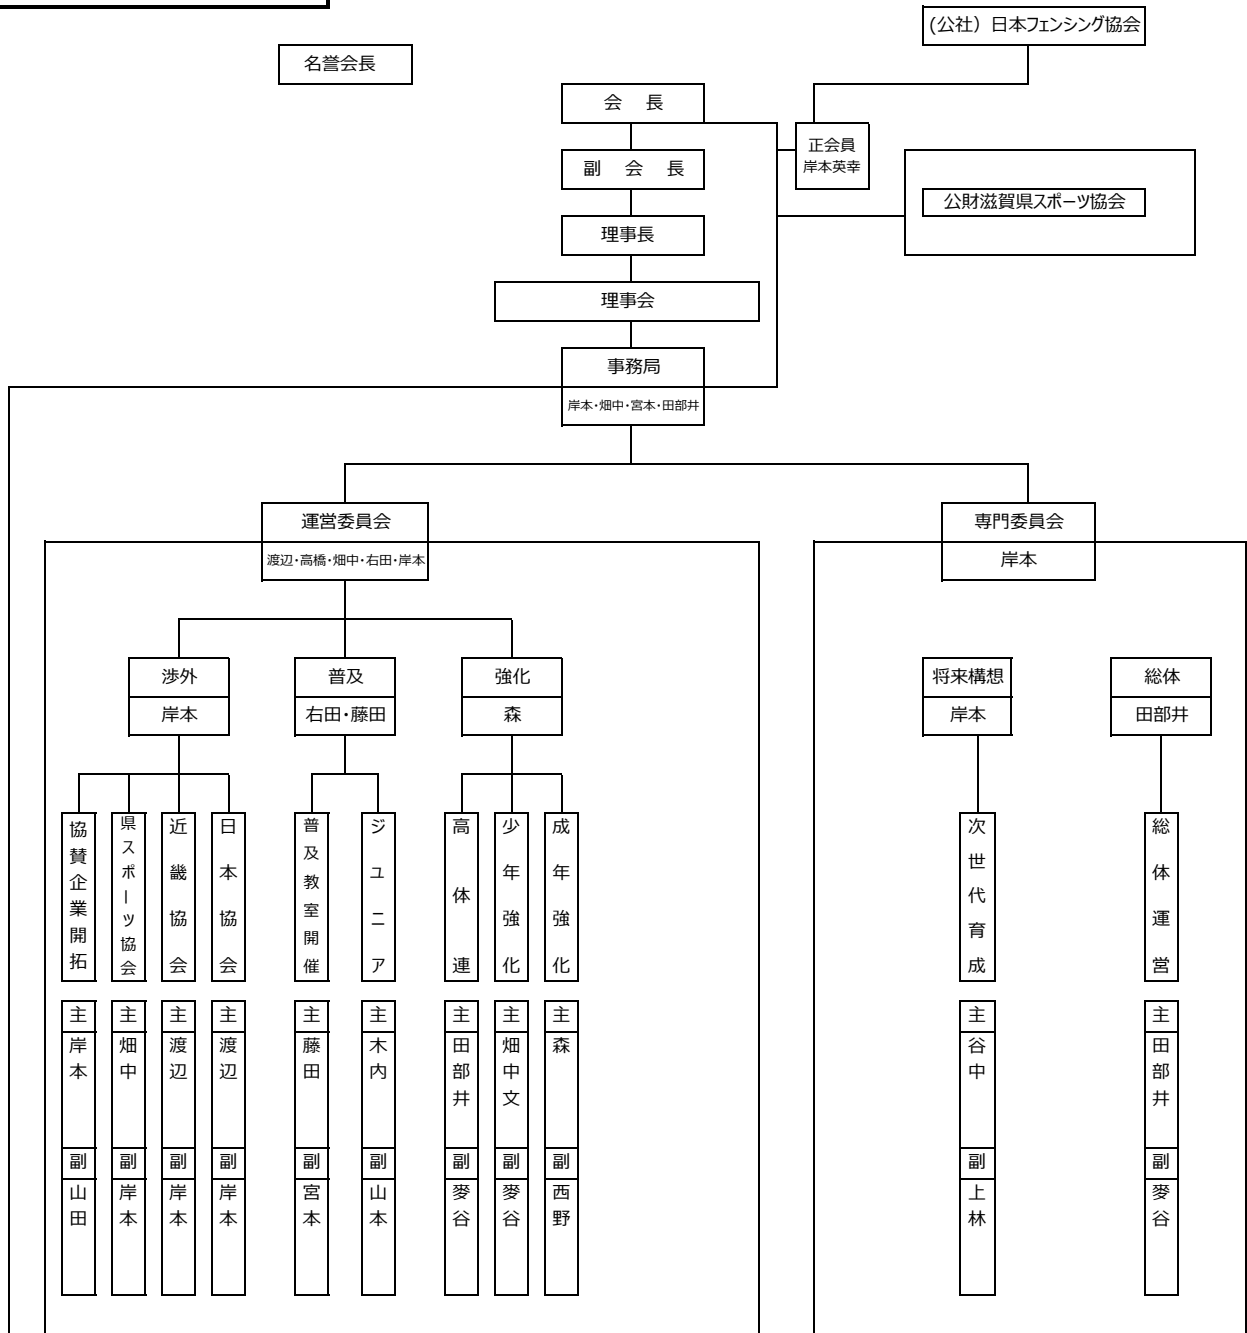 (公社) 日本フェンシング協会
名誉会長
会　長
正会員
岸本英幸
副　会　長
公財滋賀県スポーツ協会
理事長
理事会
事務局
岸本・畑中・宮本・田部井
運営委員会
渡辺・高橋・畑中・右田・岸本
専門委員会
岸本
渉外
岸本
普及
右田・藤田
強化
森
将来構想
岸本
総体
田部井
協賛企業開拓
県スポーツ協会
近畿協会
日本協会
普及教室開催
ジュニア
高体連
少年強化
成年強化
次世代育成
総体運営
主
岸本
副
山田
主
畑中
副
岸本
主
渡辺
副
岸本
主
渡辺
副
岸本
主
藤田
副
宮本
主
木内
副
山本
主
田部井
副
麥谷
主
畑中文
副
麥谷
主
森
副
西野
主
谷中
副
上林
主
田部井
副
麥谷